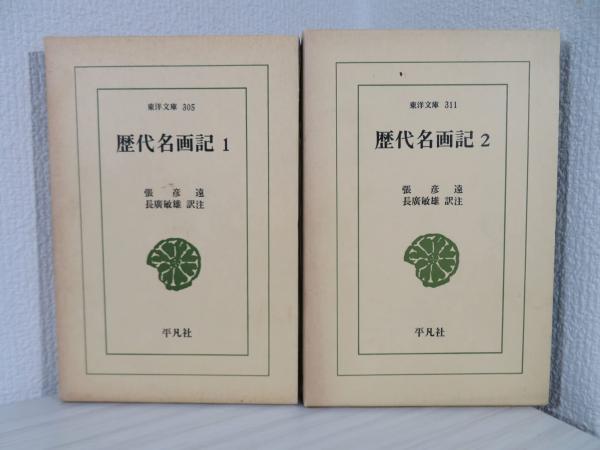 東洋文庫 305
歴代名画記 1
張彦遠
長廣敏雄 訳注
平凡社
東洋文庫 311
歴代名画記 2
張彦遠
長廣敏雄 訳注
平凡社